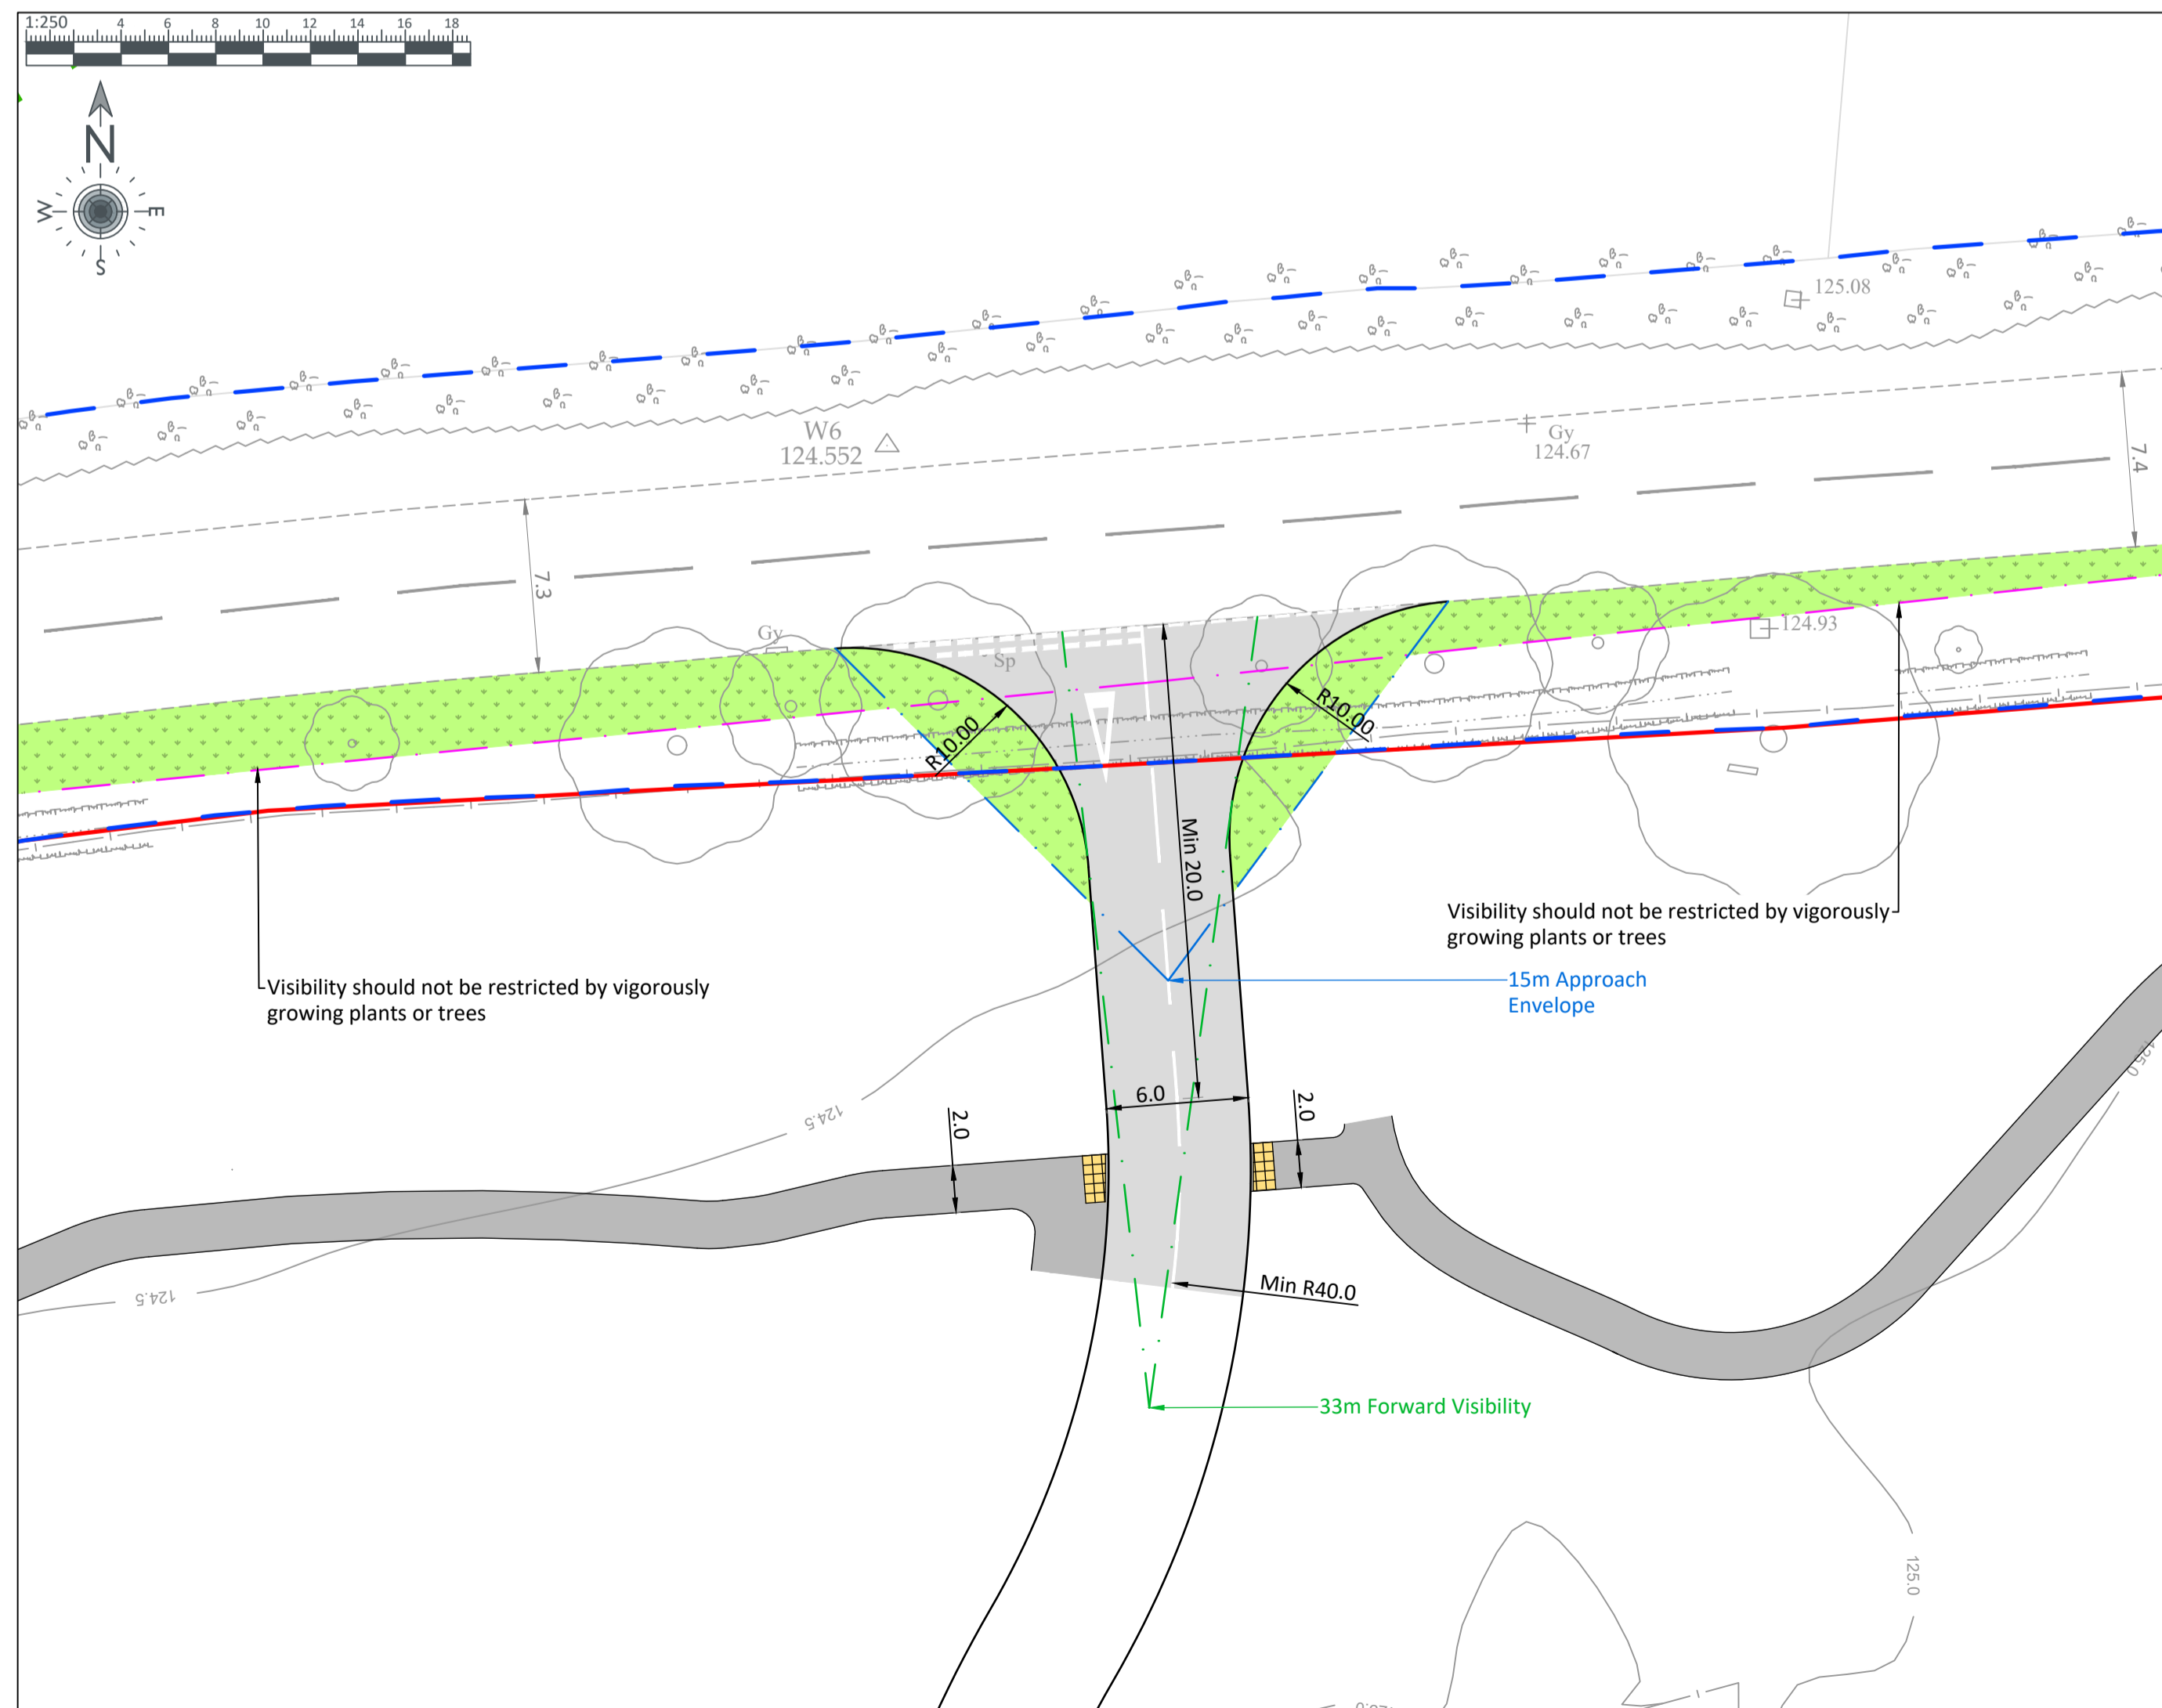 1:250 4 6 8 10 12 14 16 18
N
W E
S
125.08
W6
124.552
Gy
124.67
7.4
7.3
Gy
Sp
124.93
R10.00
R10.00
Min 20.0
Visibility should not be restricted by vigorously
growing plants or trees
15m Approach
Envelope
Visibility should not be restricted by vigorously
growing plants or trees
125.0
6.0
2.0
2.0
124.5
124.5
Min R40.0
33m Forward Visibility
125.0